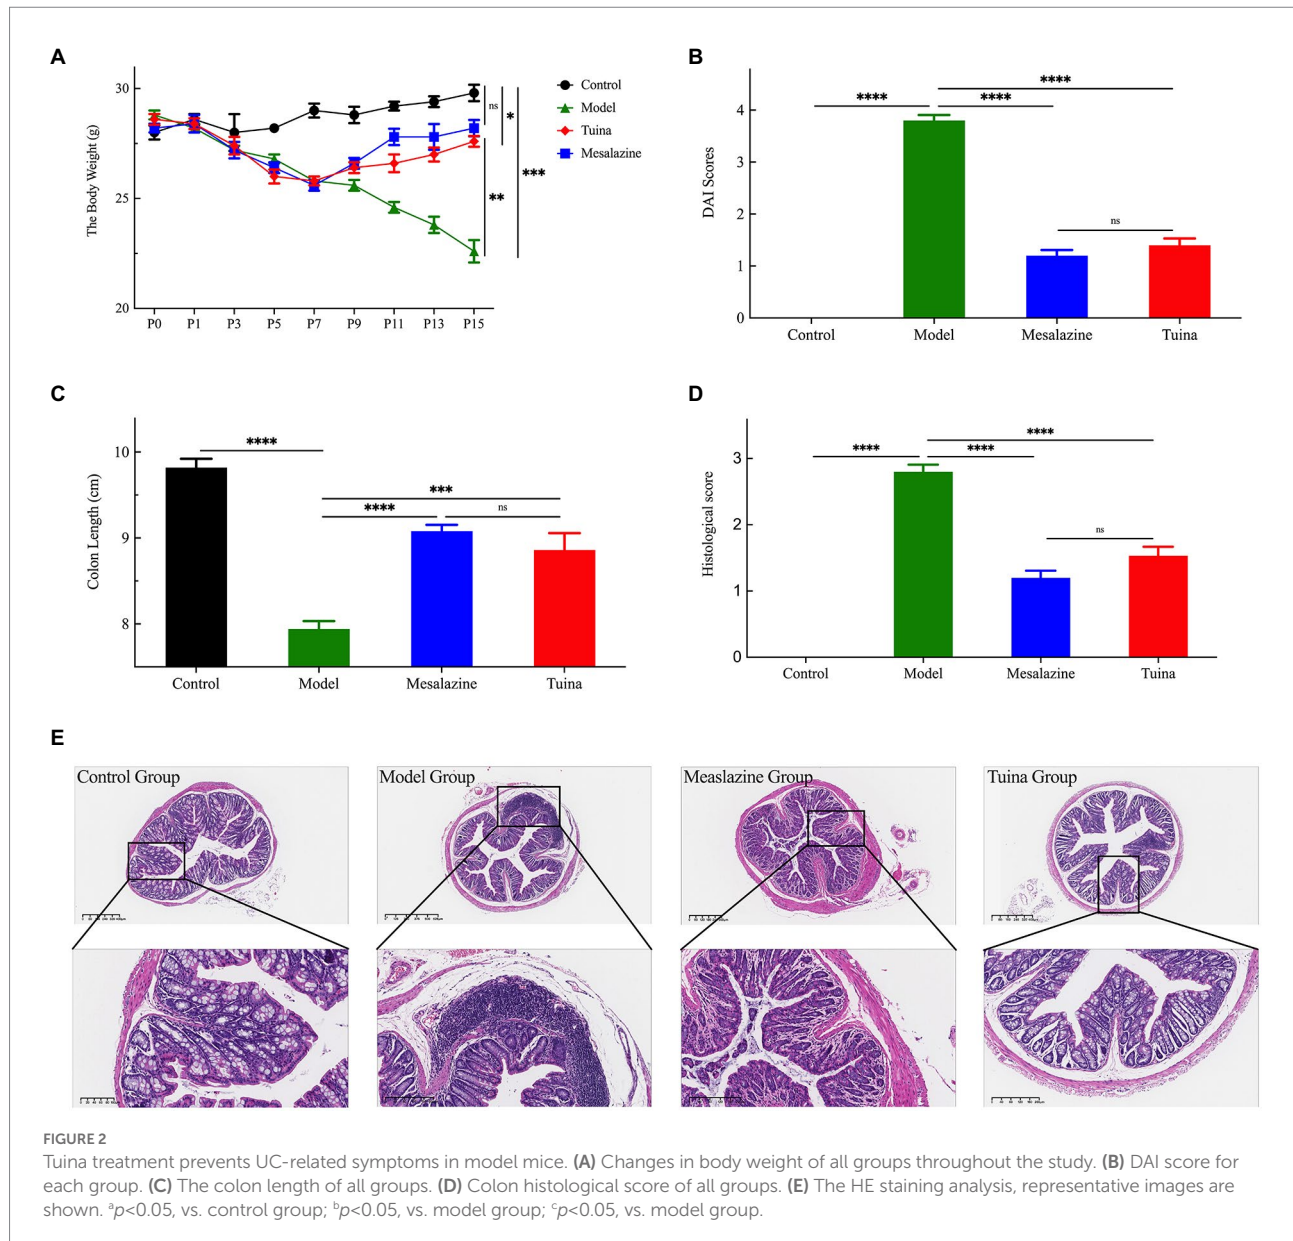 A
30
25
20
The Body Weight (g)
P0 P1 P3 P5 P7 P9 P11 P13 P15
Control
Model
Tuina
Mesalazine
ns
*
**
***
B
DAI Scores
4
3
2
1
0
****
****
****
ns
Control Model Mesalazine Tuina
C
Colon Length (cm)
10
9
8
****
***
****
ns
Control Model Mesalazine Tuina
D
Histological score
3
2
1
0
****
****
****
ns
Control Model Mesalazine Tuina
E
Control Group
Model Group
Measlazine Group
Tuina Group
FIGURE 2
Tuina treatment prevents UC-related symptoms in model mice. (A) Changes in body weight of all groups throughout the study. (B) DAI score for
each group. (C) The colon length of all groups. (D) Colon histological score of all groups. (E) The HE staining analysis, representative images are
shown. ᵃp<0.05, vs. control group; ᵇp<0.05, vs. model group; ᶜp<0.05, vs. model group.